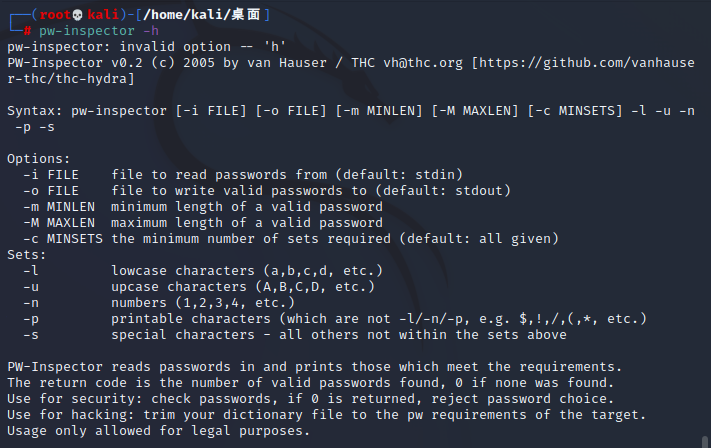 ┌──(root💀kali)-[/home/kali/桌面]
└─# pw-inspector -h
pw-inspector: invalid option -- 'h'
PW-Inspector v0.2 (c) 2005 by van Hauser / THC vh@thc.org [https://github.com/vanhause
r-thc/thc-hydra]
Syntax: pw-inspector [-i FILE] [-o FILE] [-m MINLEN] [-M MAXLEN] [-c MINSETS] -l -u -n
 -p -s
Options:
  -i FILE    file to read passwords from (default: stdin)
  -o FILE    file to write valid passwords to (default: stdout)
  -m MINLEN  minimum length of a valid password
  -M MAXLEN  maximum length of a valid password
  -c MINSETS the minimum number of sets required (default: all given)
Sets:
  -l         lowcase characters (a,b,c,d, etc.)
  -u         upcase characters (A,B,C,D, etc.)
  -n         numbers (1,2,3,4, etc.)
  -p         printable characters (which are not -l/-n/-p, e.g. $,!,/,(,*, etc.)
  -s         special characters - all others not within the sets above
PW-Inspector reads passwords in and prints those which meet the requirements.
The return code is the number of valid passwords found, 0 if none was found.
Use for security: check passwords, if 0 is returned, reject password choice.
Use for hacking: trim your dictionary file to the pw requirements of the target.
Usage only allowed for legal purposes.